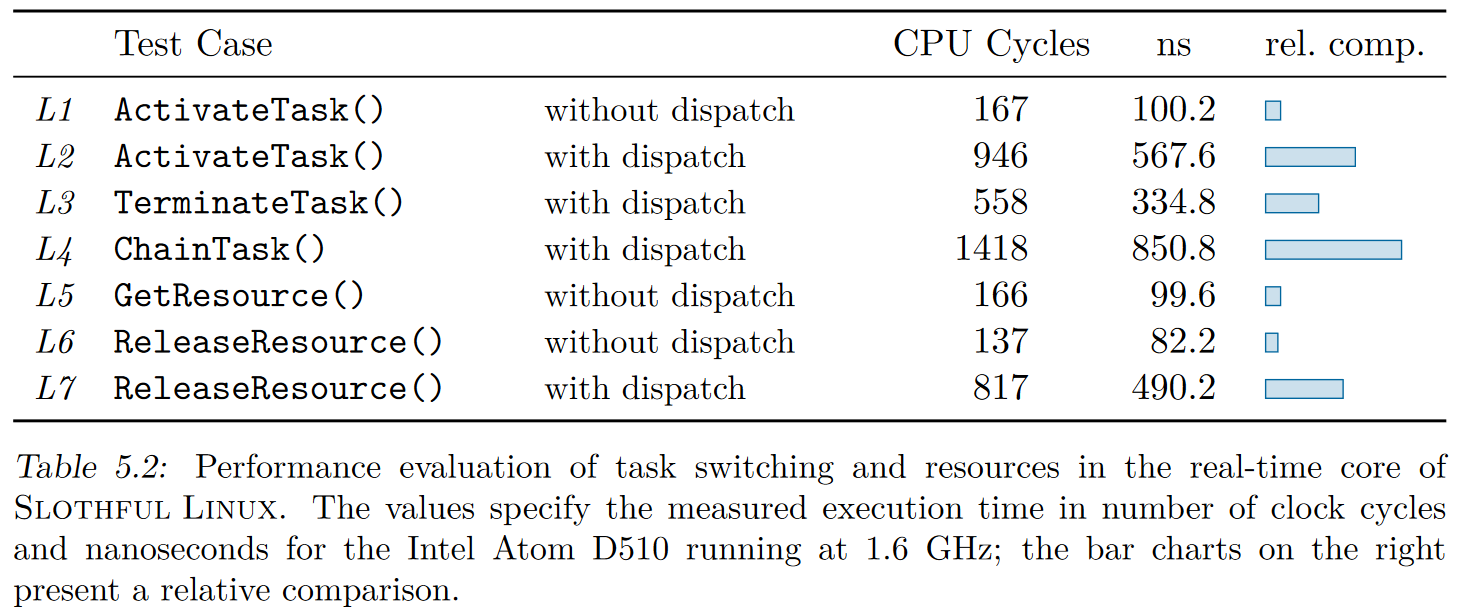 Test Case CPU Cycles ns rel. comp.
L1 ActivateTask() without dispatch 167 100.2
L2 ActivateTask() with dispatch 946 567.6
L3 TerminateTask() with dispatch 558 334.8
L4 ChainTask() with dispatch 1418 850.8
L5 GetResource() without dispatch 166 99.6
L6 ReleaseResource() without dispatch 137 82.2
L7 ReleaseResource() with dispatch 817 490.2
Table 5.2: Performance evaluation of task switching and resources in the real-time core of
SLOTHFUL LINUX. The values specify the measured execution time in number of clock cycles
and nanoseconds for the Intel Atom D510 running at 1.6 GHz; the bar charts on the right
present a relative comparison.